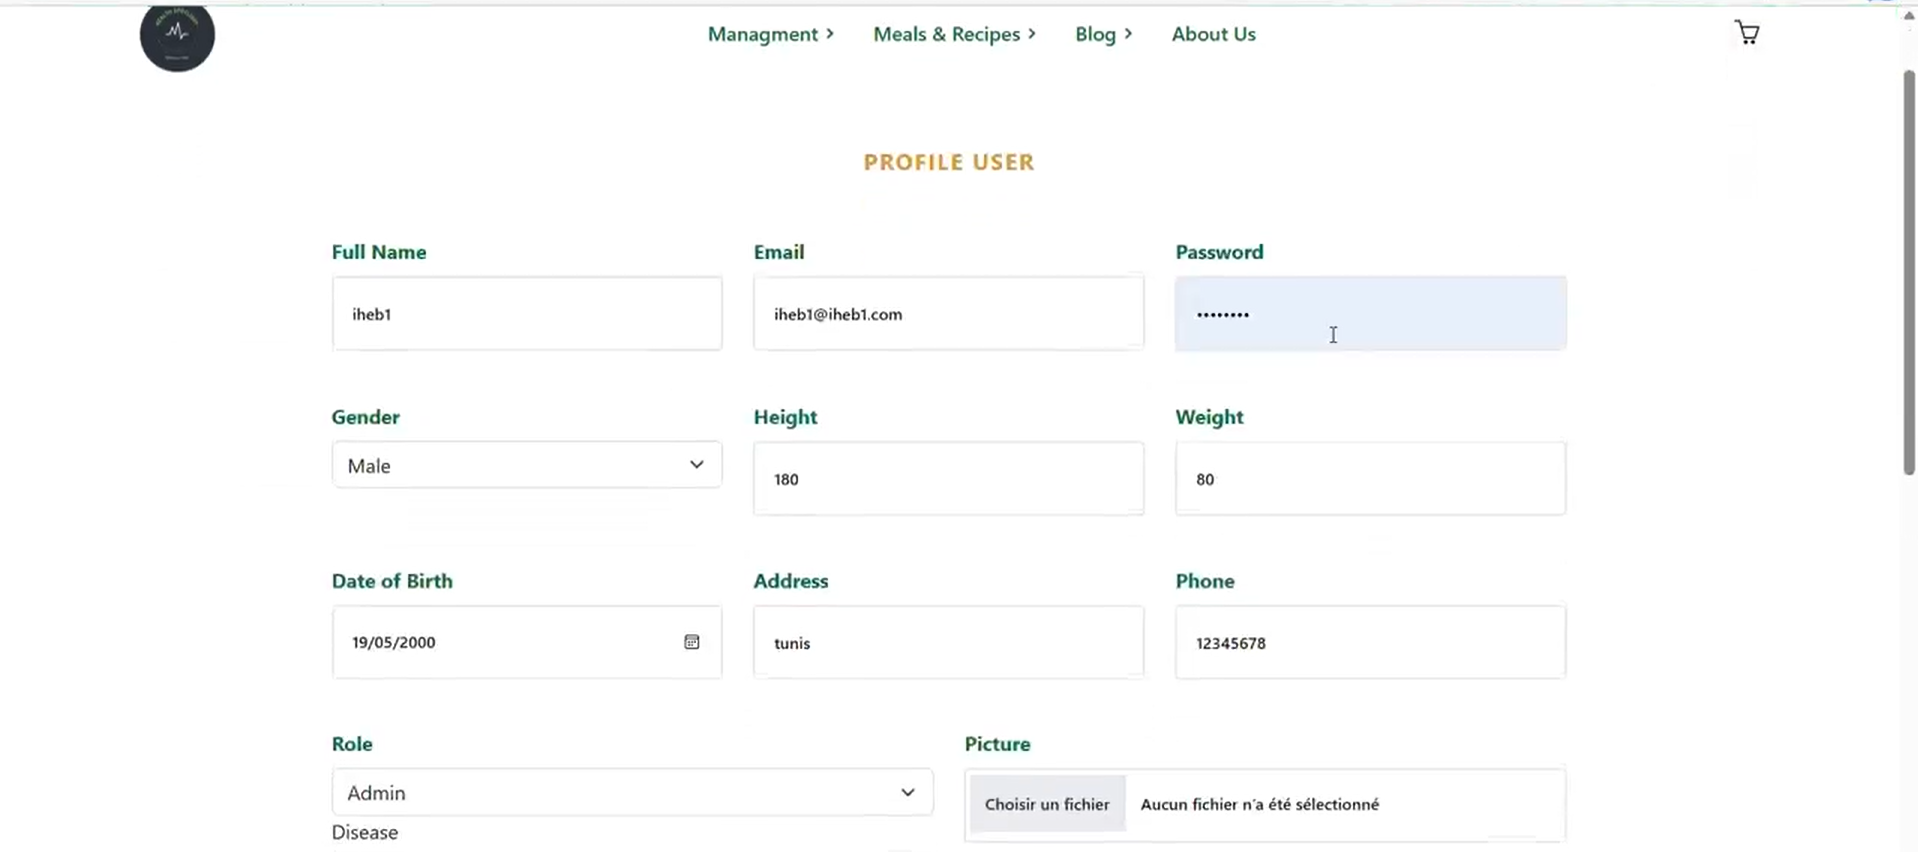 Managment
Meals & Recipes
Blog
About Us
PROFILE USER
Full Name
Email
Password
iheb1
iheb1@iheb1.com
••••••••
Gender
Height
Weight
Male
180
80
Date of Birth
Address
Phone
19/05/2000
tunis
12345678
Role
Picture
Admin
Choisir un fichier
Aucun fichier n'a été sélectionné
Disease